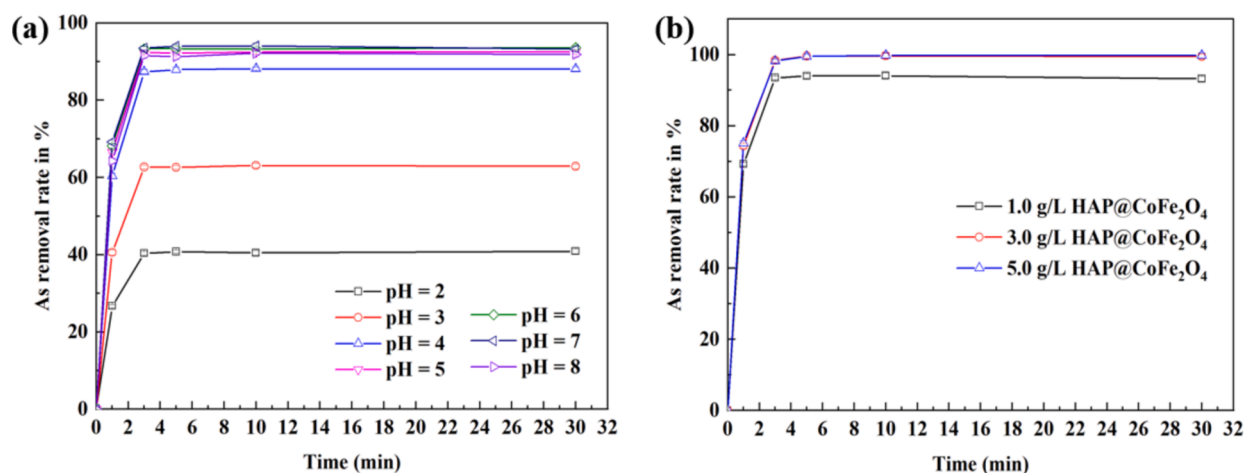 (a)
As removal rate in %
100
80
60
40
20
0
pH = 2
pH = 3
pH = 4
pH = 5
pH = 6
pH = 7
pH = 8
0 2 4 6 8 10 12 14 16 18 20 22 24 26 28 30 32
Time (min)
(b)
As removal rate in %
100
80
60
40
20
0
1.0 g/L HAP@CoFe₂O₄
3.0 g/L HAP@CoFe₂O₄
5.0 g/L HAP@CoFe₂O₄
0 2 4 6 8 10 12 14 16 18 20 22 24 26 28 30 32
Time (min)